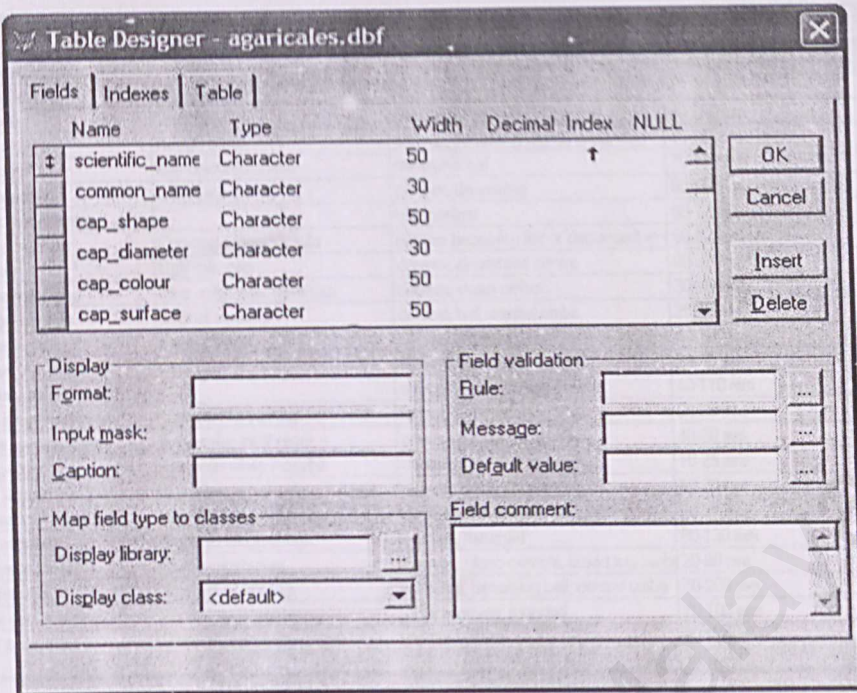 Table Designer - agaricales.dbf
Fields Indexes Table
Name Type Width Decimal Index NULL
scientific_name Character 50 ↑
common_name Character 30
cap_shape Character 50
cap_diameter Character 30
cap_colour Character 50
cap_surface Character 50
OK
Cancel
Insert
Delete
Display
Format:
Input mask:
Caption:
Field validation
Rule: ...
Message: ...
Default value: ...
Map field type to classes
Display library: ...
Display class: <default>
Field comment: